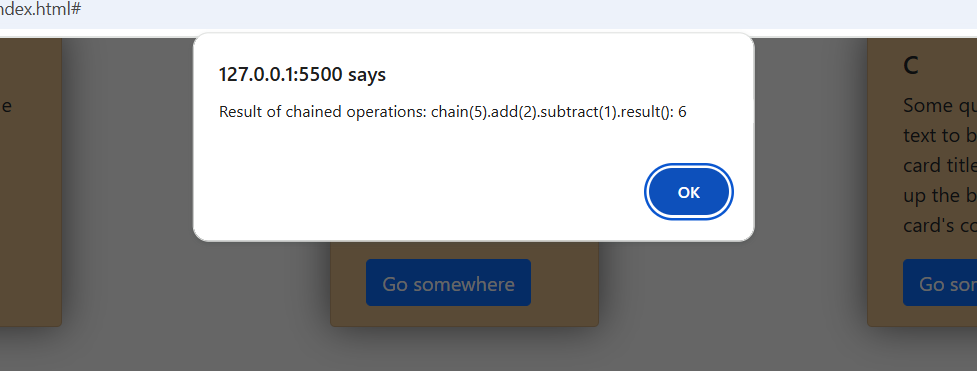 ndex.html#
127.0.0.1:5500 says
Result of chained operations: chain(5).add(2).subtract(1).result(): 6
OK
e
Go somewhere
C
Some qu
text to b
card title
up the b
card's co
Go sor